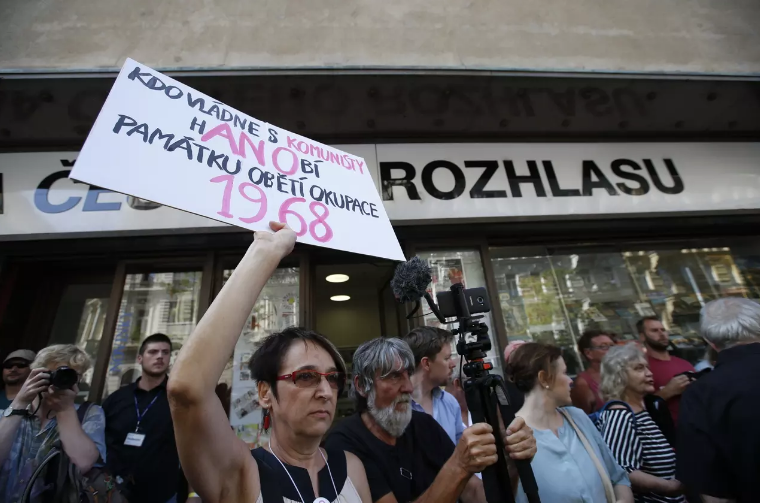 KDO VLÁDNE S KOMUNISTY
HANOBÍ
PAMÁTKU OBĚTÍ OKUPACE
1968
ROZHLASU